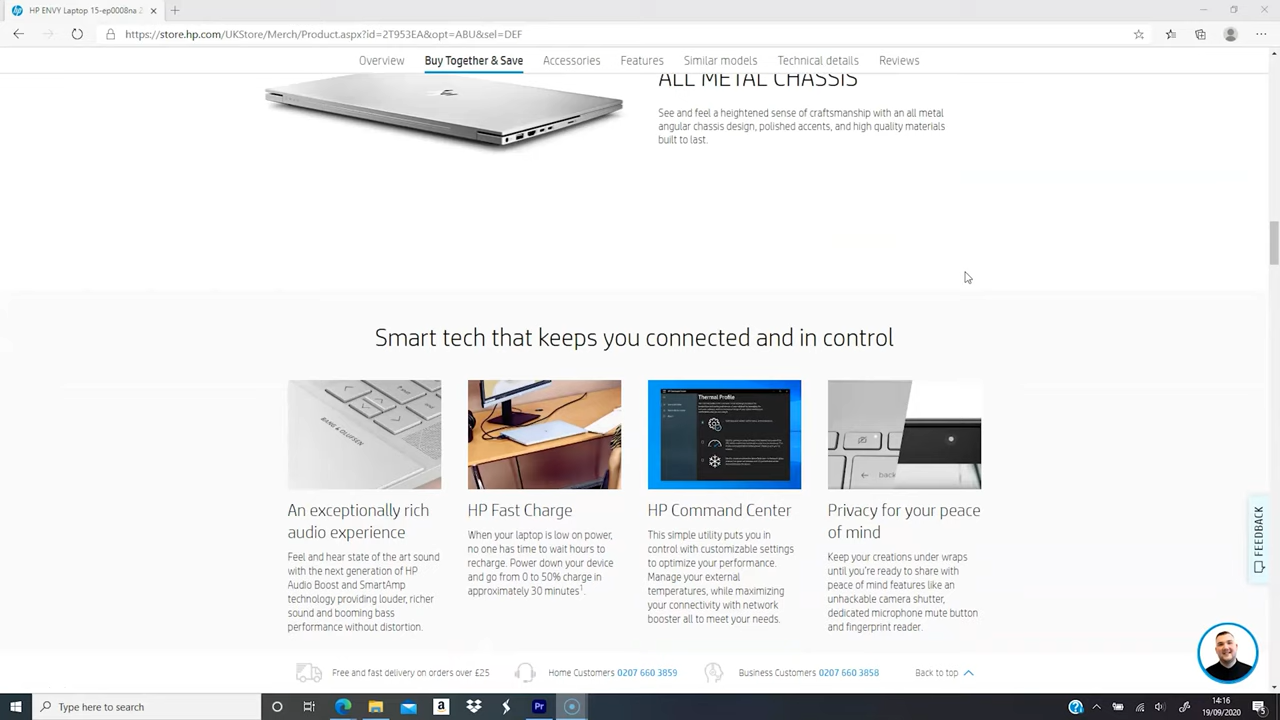 HP ENVY Laptop 15-ep0008na 2
https://store.hp.com/UKStore/Merch/Product.aspx?id=2T953EA&opt=ABU&sel=DEF
Overview
Buy Together & Save
Accessories
Features
Similar models
Technical details
Reviews
ALL METAL CHASSIS
See and feel a heightened sense of craftsmanship with an all metal
angular chassis design, polished accents, and high quality materials
built to last.
Smart tech that keeps you connected and in control
BANG & OLUFSEN
Thermal Profile
back
An exceptionally rich
audio experience
Feel and hear state of the art sound
with the next generation of HP
Audio Boost and SmartAmp
technology providing louder, richer
sound and booming bass
performance without distortion.
HP Fast Charge
When your laptop is low on power,
no one has time to wait hours to
recharge. Power down your device
and go from 0 to 50% charge in
approximately 30 minutes¹.
HP Command Center
This simple utility puts you in
control with customizable settings
to optimize your performance.
Manage your external
temperatures, while maximizing
your connectivity with network
booster all to meet your needs.
Privacy for your peace
of mind
Keep your creations under wraps
until you're ready to share with
peace of mind features like an
unhackable camera shutter,
dedicated microphone mute button
and fingerprint reader.
FEEDBACK
Free and fast delivery on orders over £25
Home Customers 0207 660 3859
Business Customers 0207 660 3858
Back to top
Type here to search
14:16
19/09/2020
5